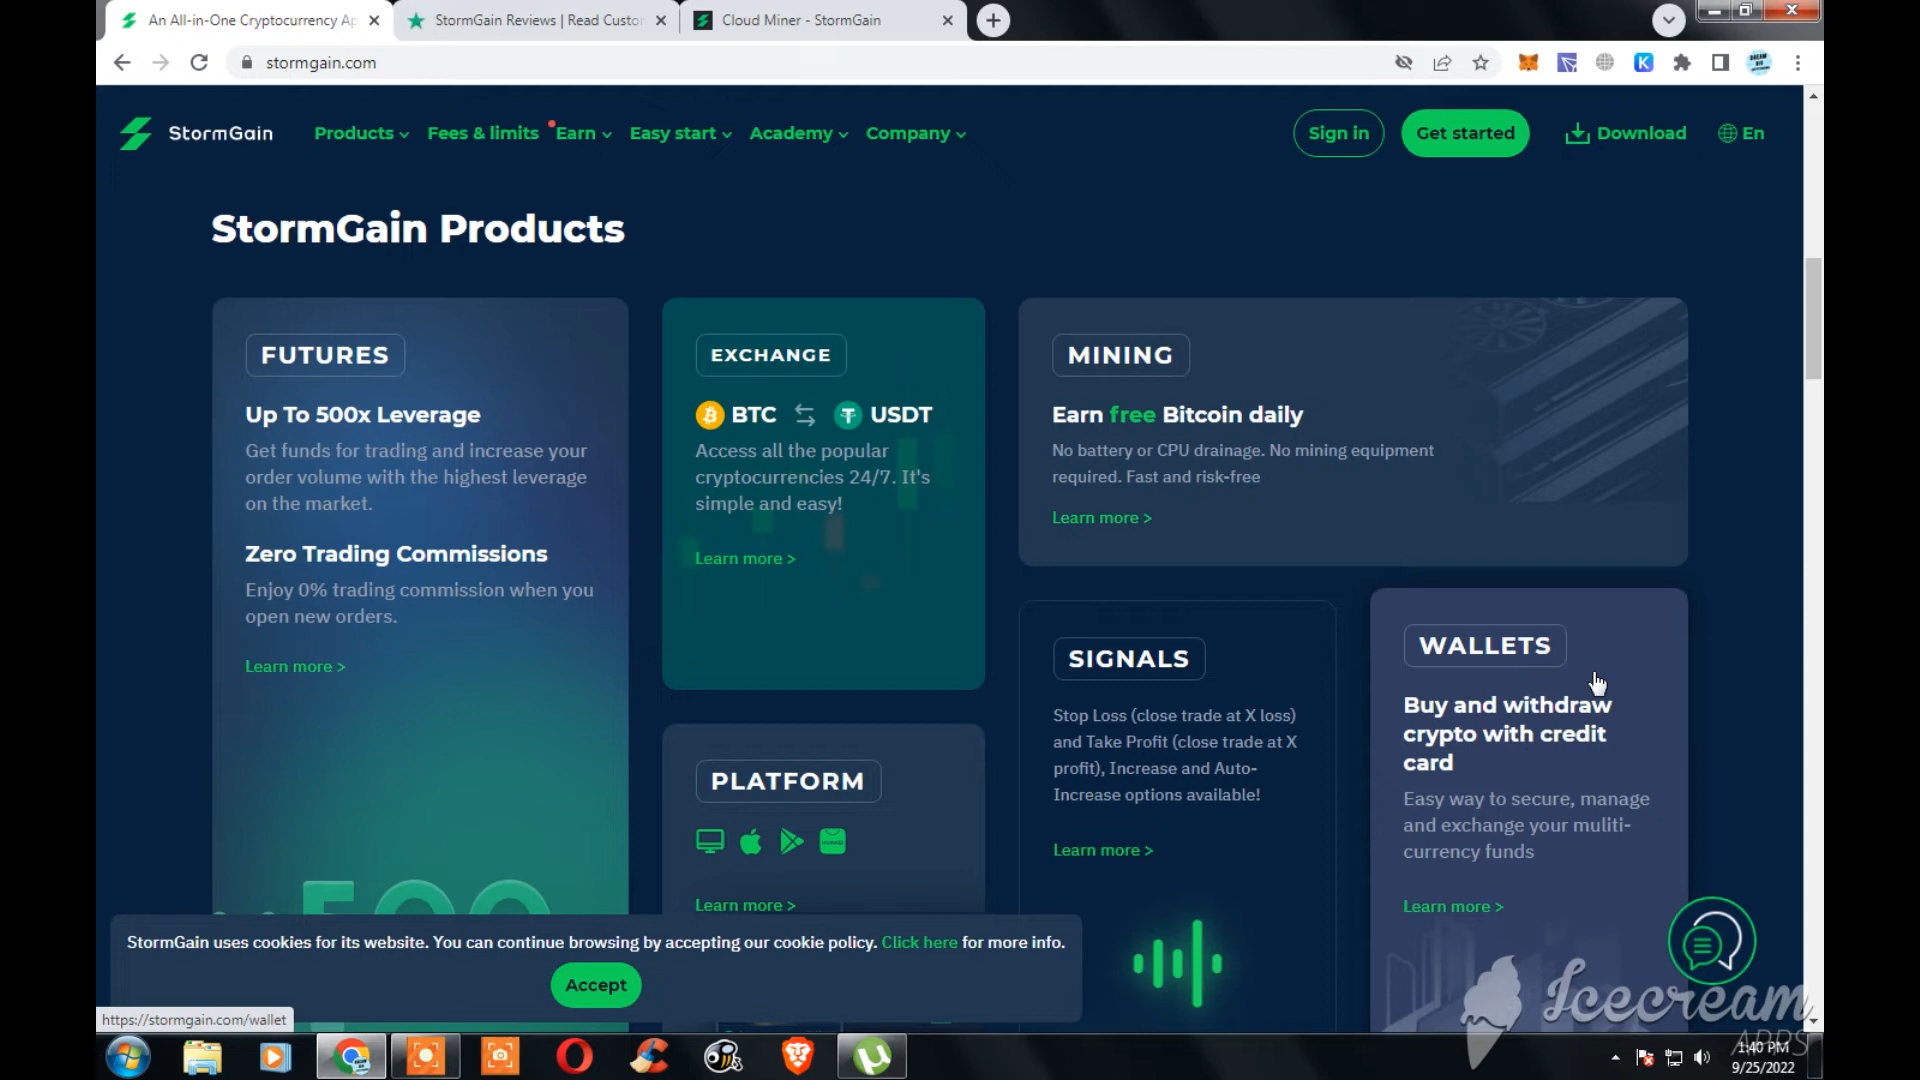 An All-in-One Cryptocurrency Ap
StormGain Reviews | Read Custo
Cloud Miner - StormGain
stormgain.com
StormGain
Products
Fees & limits
Earn
Easy start
Academy
Company
Sign in
Get started
Download
En
StormGain Products
FUTURES
Up To 500x Leverage
Get funds for trading and increase your
order volume with the highest leverage
on the market.
Zero Trading Commissions
Enjoy 0% trading commission when you
open new orders.
Learn more >
500
EXCHANGE
BTC
USDT
Access all the popular
cryptocurrencies 24/7. It's
simple and easy!
Learn more >
PLATFORM
Learn more >
MINING
Earn free Bitcoin daily
No battery or CPU drainage. No mining equipment
required. Fast and risk-free
Learn more >
SIGNALS
Stop Loss (close trade at X loss)
and Take Profit (close trade at X
profit), Increase and Auto-
Increase options available!
Learn more >
WALLETS
Buy and withdraw
crypto with credit
card
Easy way to secure, manage
and exchange your muliti-
currency funds
Learn more >
StormGain uses cookies for its website. You can continue browsing by accepting our cookie policy. Click here for more info.
Accept
https://stormgain.com/wallet
Icecream
APPS
1:40 PM
9/25/2022